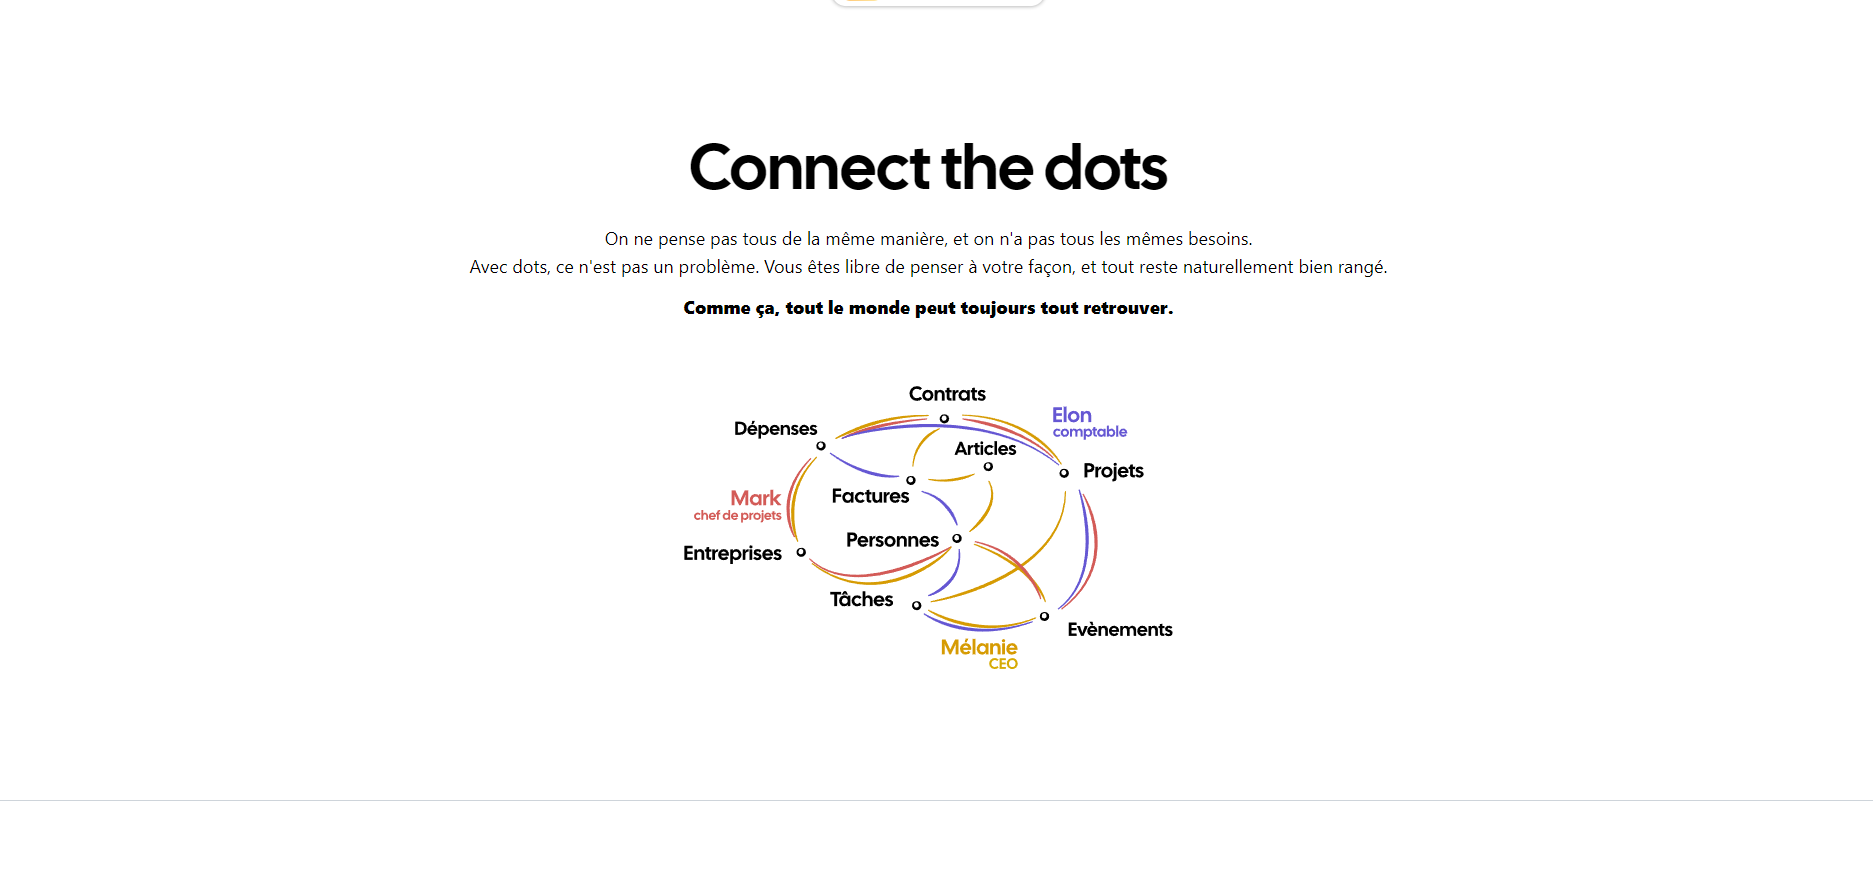 Connect the dots
On ne pense pas tous de la même manière, et on n'a pas tous les mêmes besoins.
Avec dots, ce n'est pas un problème. Vous êtes libre de penser à votre façon, et tout reste naturellement bien rangé.
Comme ça, tout le monde peut toujours tout retrouver.
Contrats
Elon
comptable
Dépenses
Articles
Projets
Mark
chef de projets
Factures
Personnes
Entreprises
Tâches
Evènements
Mélanie
CEO